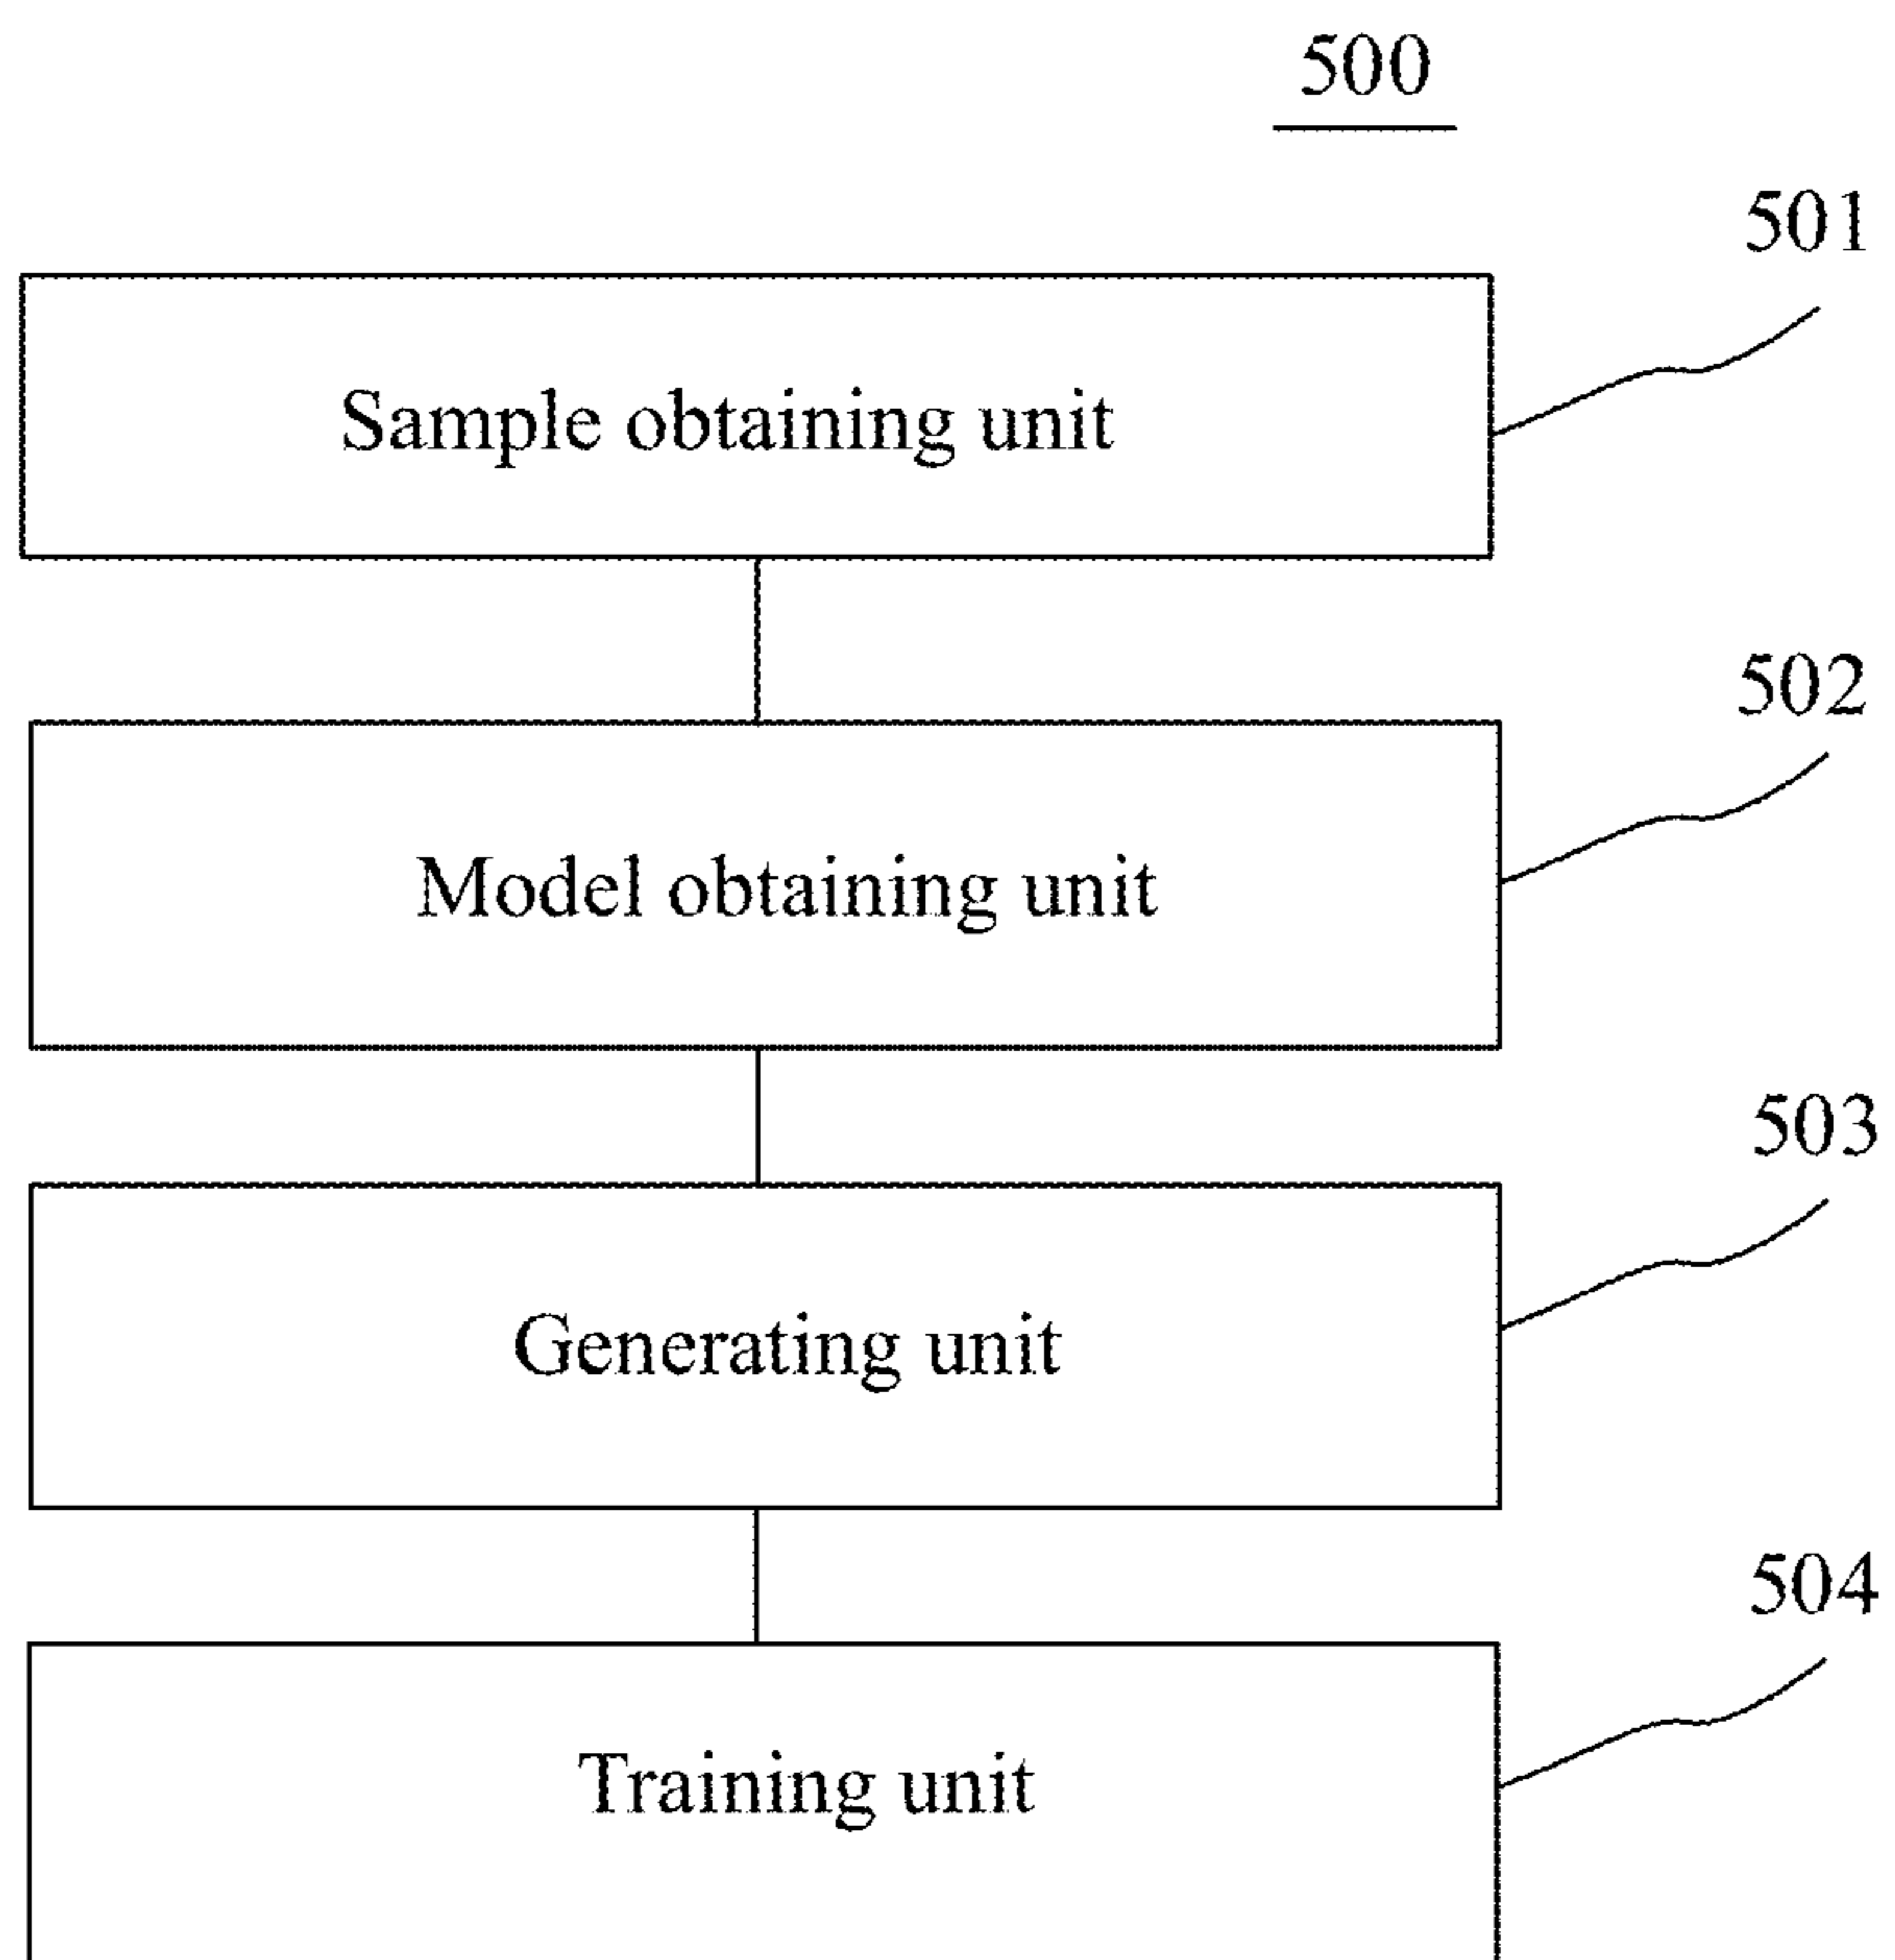 500
501
Sample obtaining unit
502
Model obtaining unit
503
Generating unit
504
Training unit